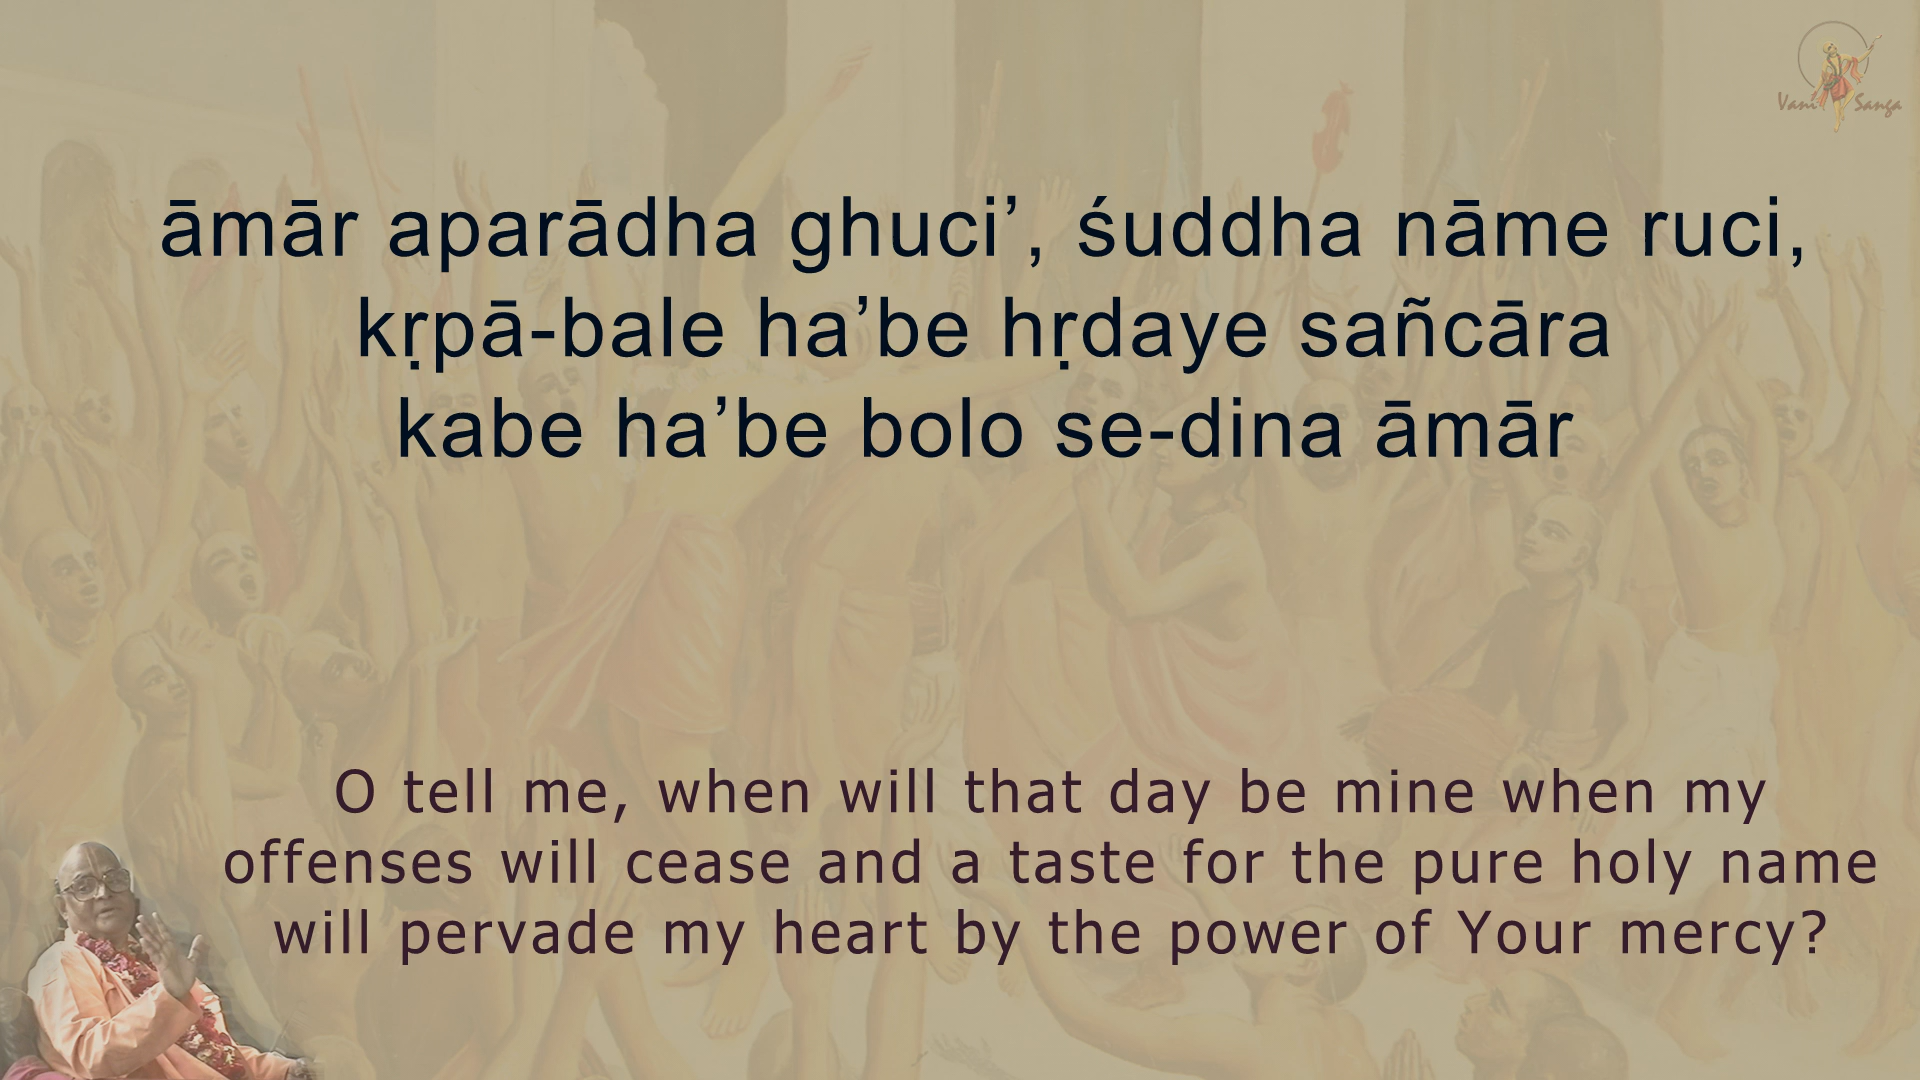 Vani Sanga
āmār aparādha ghuci’, śuddha nāme ruci,
kṛpā-bale ha’be hṛdaye sañcāra
kabe ha’be bolo se-dina āmār
O tell me, when will that day be mine when my
offenses will cease and a taste for the pure holy name
will pervade my heart by the power of Your mercy?